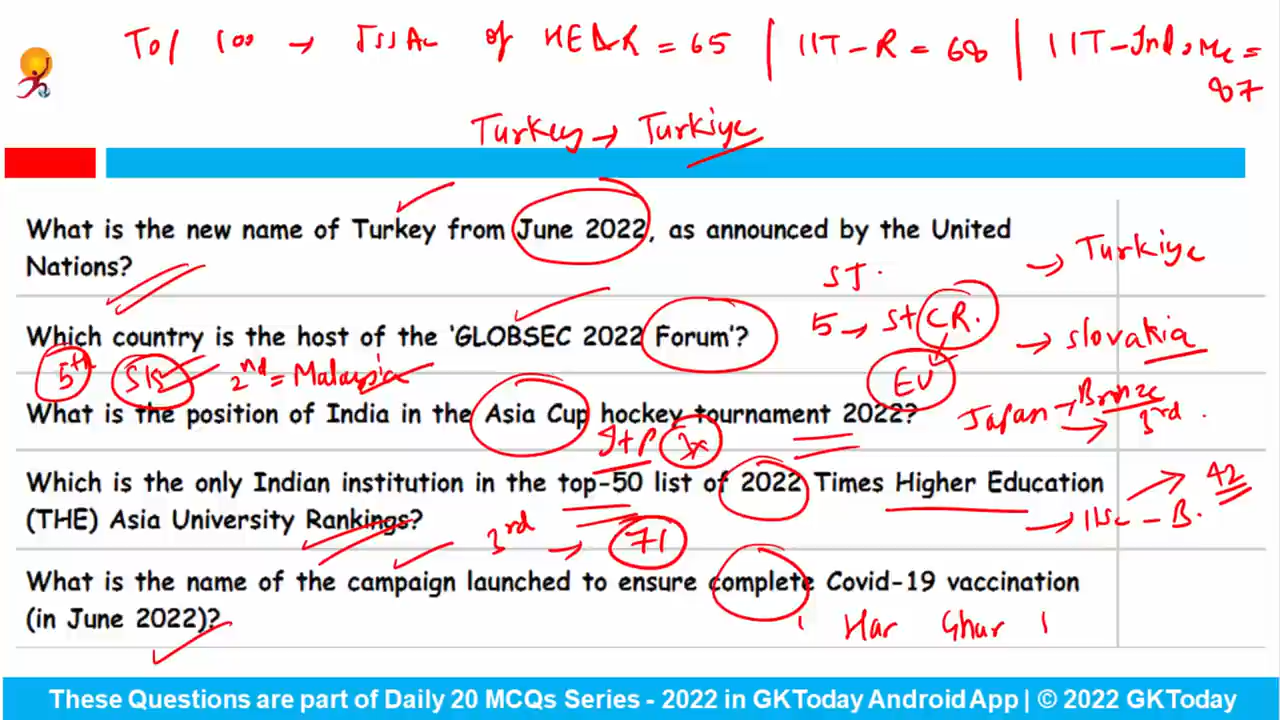 Top 100 → JSSAc of HE&R = 65 | IIT-R = 68 | IIT-Indore =
87
Turkey → Turkiye
What is the new name of Turkey from June 2022, as announced by the United
Nations?
→ Turkiye
ST.
Which country is the host of the 'GLOBSEC 2022 Forum'?
5 → St CR.
→ Slovakia
EU
5th SK 2nd = Malaysia
What is the position of India in the Asia Cup hockey tournament 2022?
Japan → Bronze
→ 3rd
I+P Jx
Which is the only Indian institution in the top-50 list of 2022 Times Higher Education
(THE) Asia University Rankings?
→ 42
→ IISc - B.
3rd → 71
What is the name of the campaign launched to ensure complete Covid-19 vaccination
(in June 2022)?
' Har Ghar '
These Questions are part of Daily 20 MCQs Series - 2022 in GKToday Android App | © 2022 GKToday